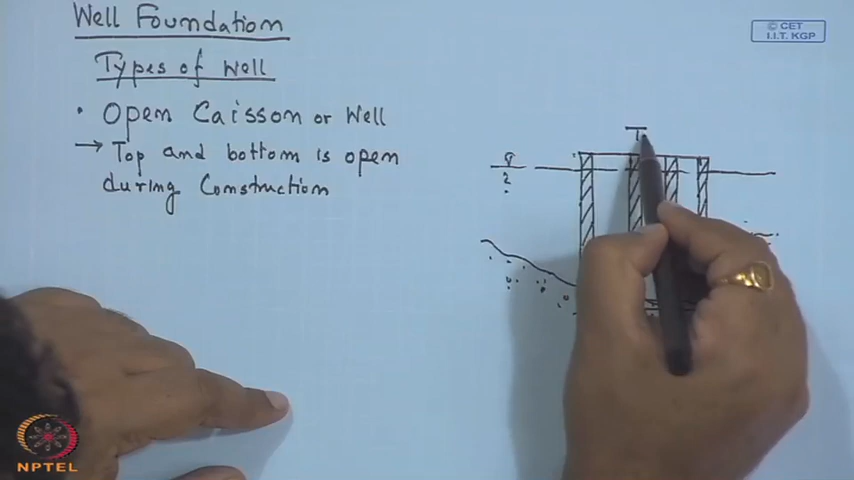 Well Foundation
© CET
I.I.T. KGP
Types of Well
• Open Caisson or Well
→ Top and bottom is open
during Construction
T
NPTEL